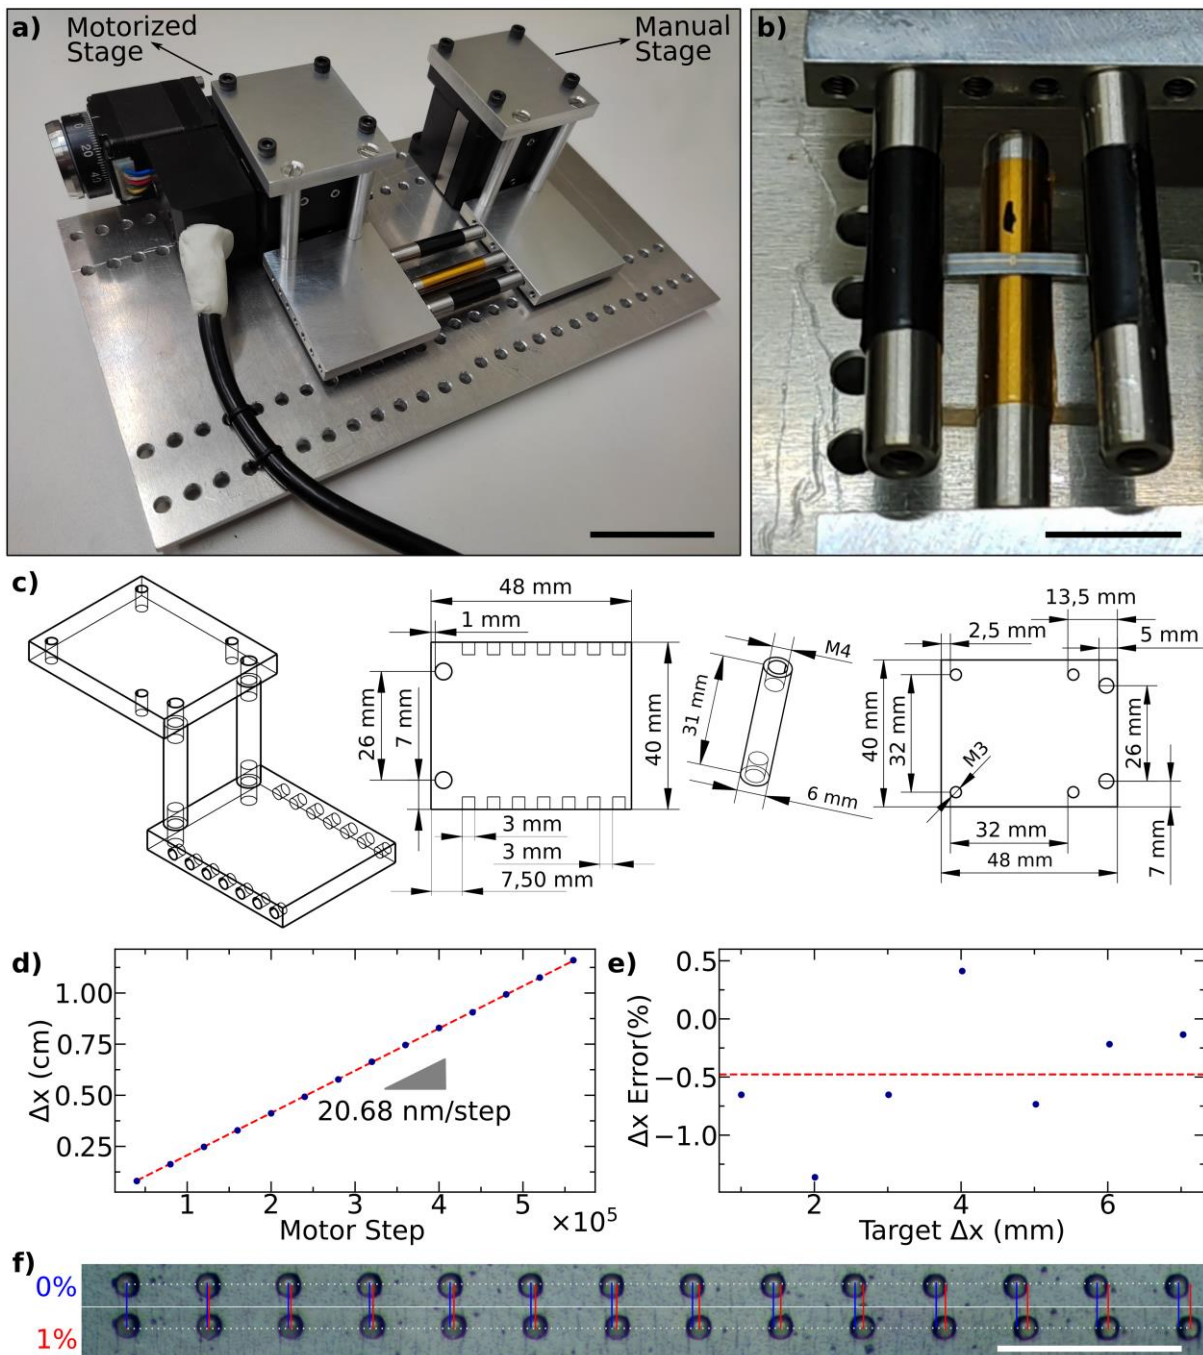 a)
Motorized
Stage
Manual
Stage
0
20
40
b)
c)
48 mm
1 mm
26 mm
7 mm
40 mm
3 mm
3 mm
7,50 mm
M4
31 mm
6 mm
13,5 mm
2,5 mm
5 mm
40 mm
32 mm
M3
26 mm
32 mm
48 mm
7 mm
d)
Δx (cm)
1.00
0.75
0.50
0.25
20.68 nm/step
1 2 3 4 5
Motor Step
×10⁵
e)
Δx Error(%)
0.5
0.0
−0.5
−1.0
2 4 6
Target Δx (mm)
f)
0%
1%